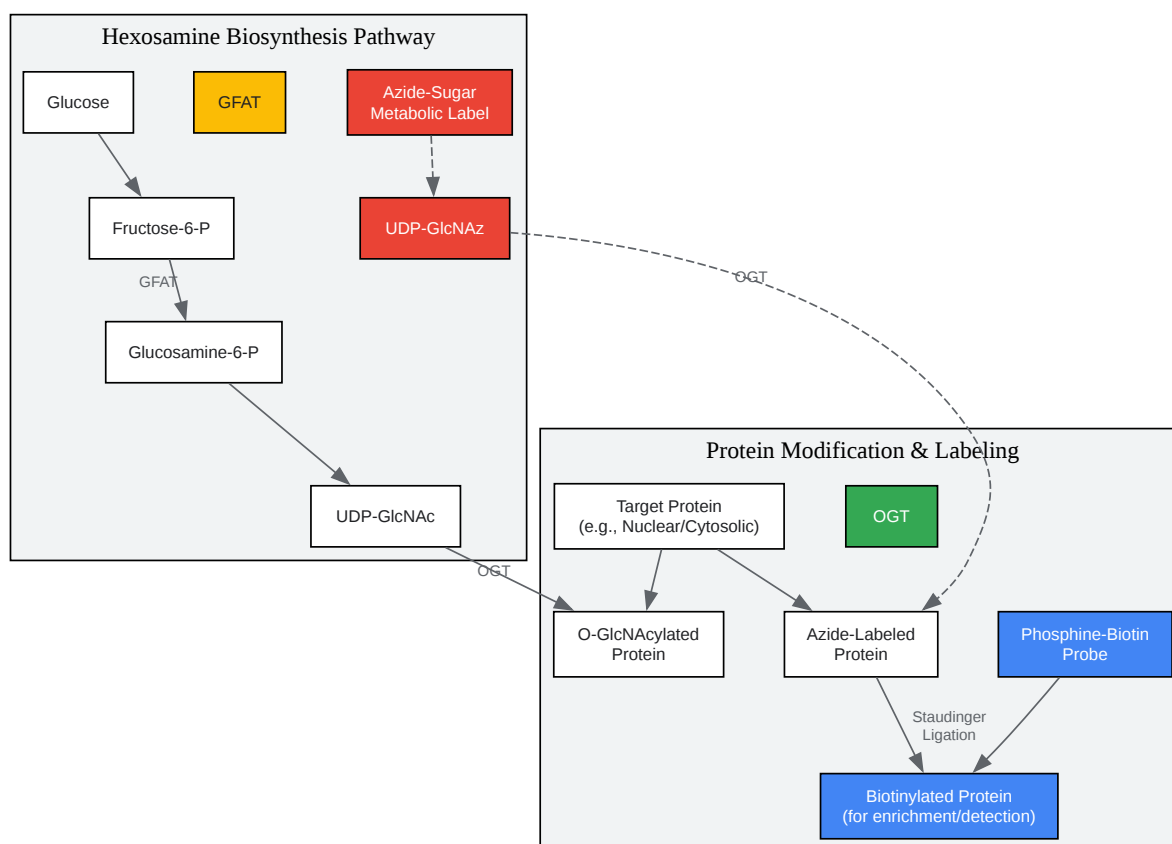 Hexosamine Biosynthesis Pathway
Glucose
GFAT
Azide-Sugar
Metabolic Label
Fructose-6-P
UDP-GlcNAz
GFAT
OGT
Glucosamine-6-P
UDP-GlcNAc
OGT
Protein Modification & Labeling
Target Protein
(e.g., Nuclear/Cytosolic)
OGT
O-GlcNAcylated
Protein
Azide-Labeled
Protein
Phosphine-Biotin
Probe
Staudinger
Ligation
Biotinylated Protein
(for enrichment/detection)